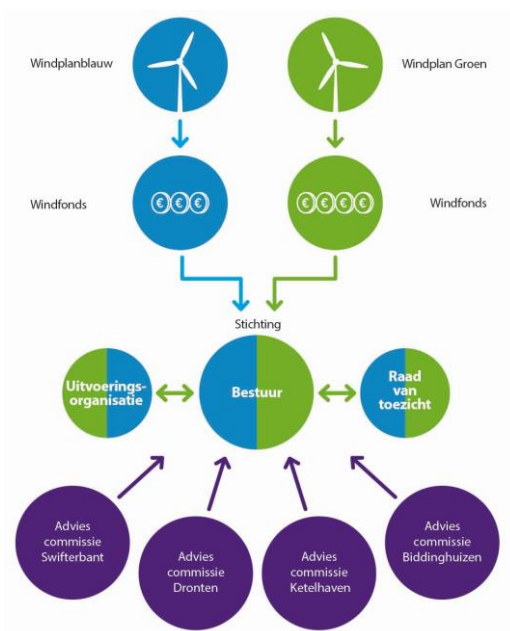 Windplanblauw
Windplan Groen
Windfonds
€ € €
€ € € €
Windfonds
Stichting
Uitvoerings-
organisatie
Bestuur
Raad
van
toezicht
Advies
commissie
Swifterbant
Advies
commissie
Dronten
Advies
commissie
Ketelhaven
Advies
commissie
Biddinghuizen